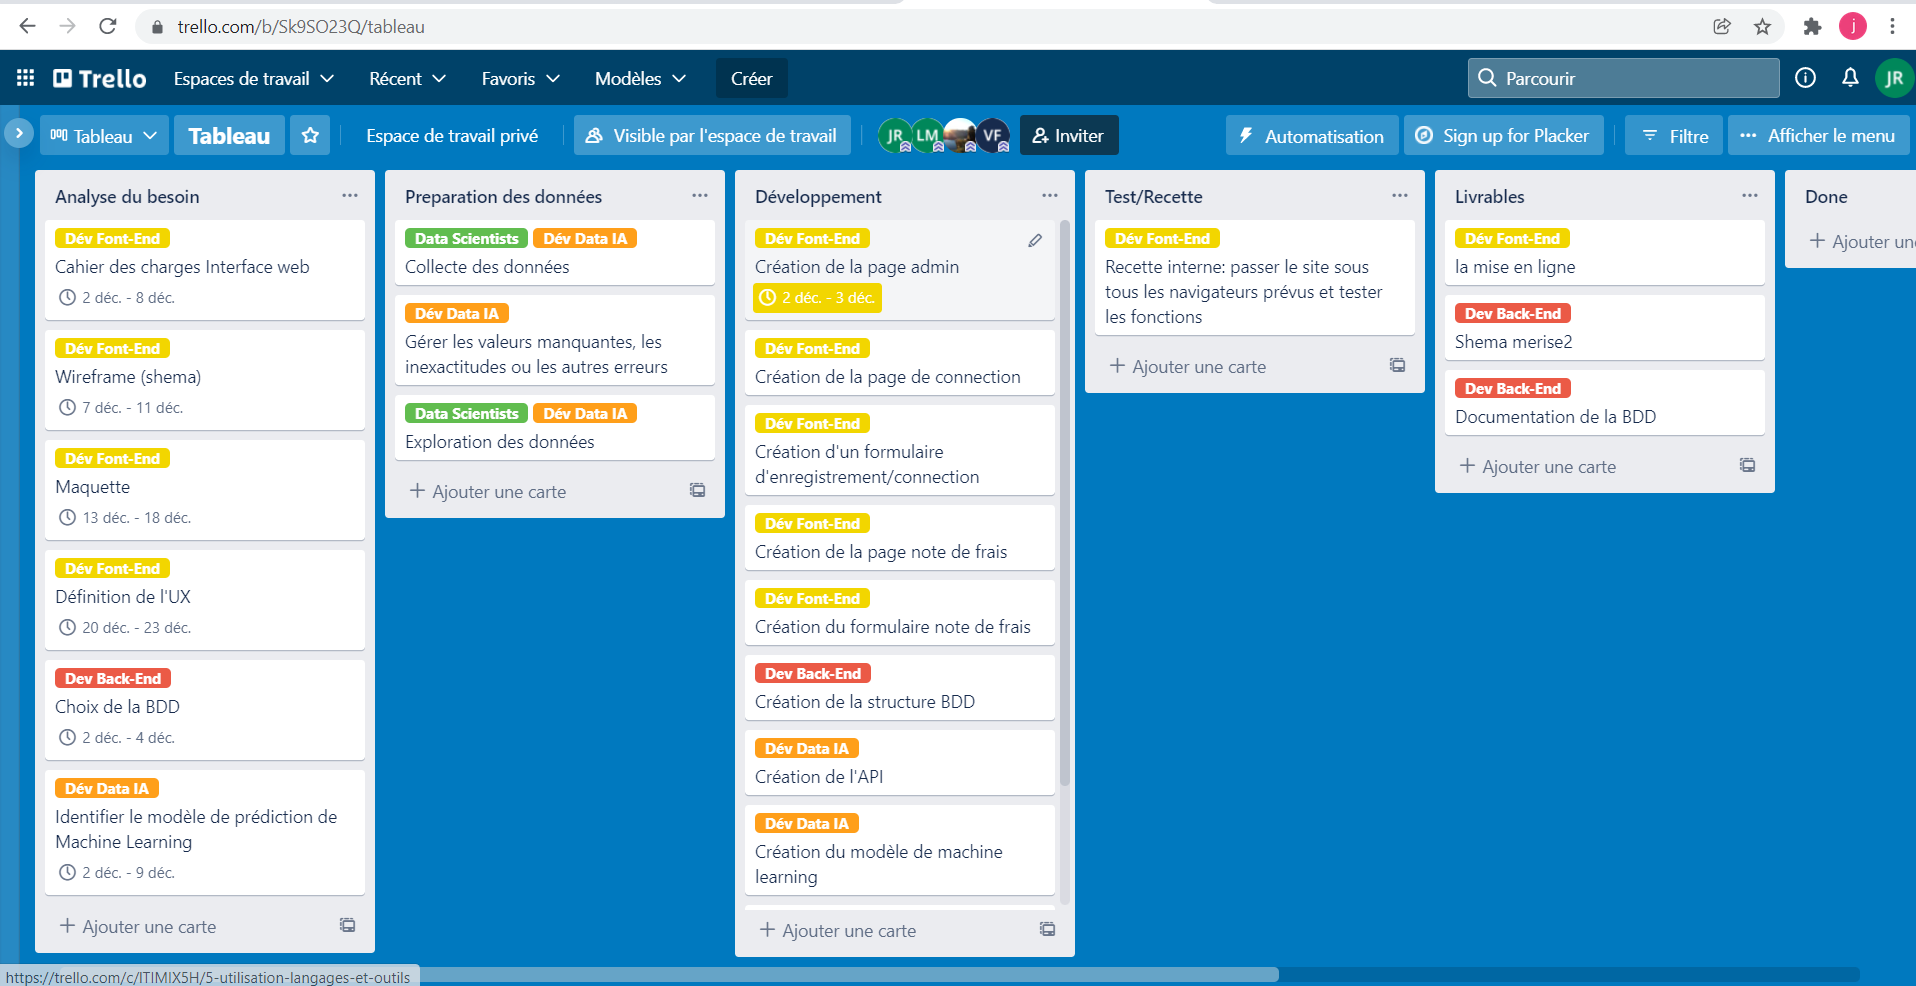 trello.com/b/Sk9SO23Q/tableau
j
Trello
Espaces de travail
Récent
Favoris
Modèles
Créer
Parcourir
JR
Tableau
Tableau
Espace de travail privé
Visible par l'espace de travail
JR
LM
VF
Inviter
Automatisation
Sign up for Placker
Filtre
Afficher le menu
Analyse du besoin
Dév Font-End
Cahier des charges Interface web
2 déc. - 8 déc.
Dév Font-End
Wireframe (shema)
7 déc. - 11 déc.
Dév Font-End
Maquette
13 déc. - 18 déc.
Dév Font-End
Définition de l'UX
20 déc. - 23 déc.
Dev Back-End
Choix de la BDD
2 déc. - 4 déc.
Dév Data IA
Identifier le modèle de prédiction de
Machine Learning
2 déc. - 9 déc.
Ajouter une carte
Preparation des données
Data Scientists Dév Data IA
Collecte des données
Dév Data IA
Gérer les valeurs manquantes, les
inexactitudes ou les autres erreurs
Data Scientists Dév Data IA
Exploration des données
Ajouter une carte
Développement
Dév Font-End
Création de la page admin
2 déc. - 3 déc.
Dév Font-End
Création de la page de connection
Dév Font-End
Création d'un formulaire
d'enregistrement/connection
Dév Font-End
Création de la page note de frais
Dév Font-End
Création du formulaire note de frais
Dev Back-End
Création de la structure BDD
Dév Data IA
Création de l'API
Dév Data IA
Création du modèle de machine
learning
Ajouter une carte
Test/Recette
Dév Font-End
Recette interne: passer le site sous
tous les navigateurs prévus et tester
les fonctions
Ajouter une carte
Livrables
Dév Font-End
la mise en ligne
Dev Back-End
Shema merise2
Dev Back-End
Documentation de la BDD
Ajouter une carte
Done
Ajouter un
https://trello.com/c/ITIMIX5H/5-utilisation-langages-et-outils